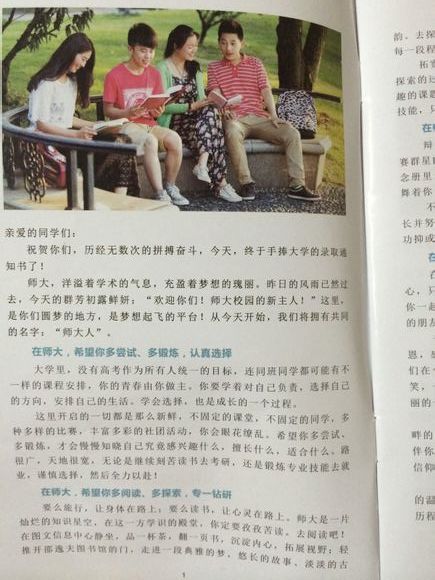 亲爱的同学们：
祝贺你们，历经无数次的拼搏奋斗，今天，终于手捧大学的录取通
知书了！
师大，洋溢着学术的气息，充盈着梦想的瑰丽。昨日的风雨已然过
去，今天的群芳初露鲜妍：“欢迎你们！师大校园的新主人！”这里，
是你们圆梦的地方，是梦想起飞的平台！从今天开始，我们将拥有共同
的名字：“师大人”。
在师大，希望你多尝试、多锻炼，认真选择
大学里，没有高考作为所有人统一的目标，连同班同学都可能有不
一样的课程安排，你的青春由你做主。你要学着对自己负责，选择自己
的方向，安排自己的生活。学会选择，也是成长的一个过程。
这里开启的一切都是那么新鲜，不固定的课堂，不固定的同学，多
种多样的比赛，丰富多彩的社团活动，你会眼花缭乱。希望你多尝试、
多锻炼，才会慢慢知晓自己究竟感兴趣什么，擅长什么，适合什么。路
很广，天地很宽，无论是继续刻苦读书去考研，还是锻炼专业技能去就
业，谨慎选择，然后全力以赴！
在师大，希望你多阅读、多探索，专一钻研
要么旅行，让身体在路上；要么读书，让心灵在路上。师大是一片
灿烂的知识星空，在这一方学识的殿堂，你定要孜孜苦读。去阅读吧！
在图文信息中心静坐，品一杯茶，翻一页书，沉淀内心，拓展视野；轻
推开邵逸夫图书馆的门，走进一段典雅的梦，悠长的故事、淡淡的古
1
韵。去探
每一段程
拓宽
探索的过
趣的课题
技能，只
在
辩
赛群星
念册里
舞着你
不
长并努
功抑或
在
在
心，只
你一起
的朋友
恩，感
们在一
笑，
丽的一
畔的
伴你
信仰
的温
历程